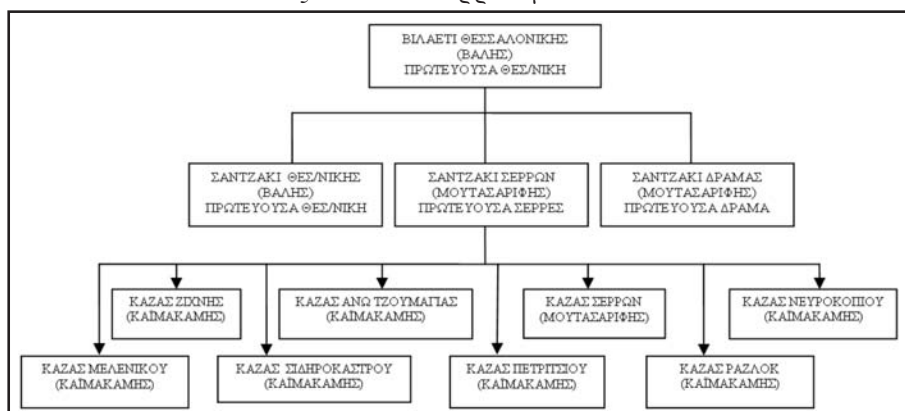 ΒΙΛΑΕΤΙ ΘΕΣΣΑΛΟΝΙΚΗΣ
(ΒΑΛΗΣ)
ΠΡΩΤΕΥΟΥΣΑ ΘΕΣ/ΝΙΚΗ
ΣΑΝΤΖΑΚΙ ΘΕΣ/ΝΙΚΗΣ
(ΒΑΛΗΣ)
ΠΡΩΤΕΥΟΥΣΑ ΘΕΣ/ΝΙΚΗ
ΣΑΝΤΖΑΚΙ ΣΕΡΡΩΝ
(ΜΟΥΤΑΣΑΡΙΦΗΣ)
ΠΡΩΤΕΥΟΥΣΑ ΣΕΡΡΕΣ
ΣΑΝΤΖΑΚΙ ΔΡΑΜΑΣ
(ΜΟΥΤΑΣΑΡΙΦΗΣ)
ΠΡΩΤΕΥΟΥΣΑ ΔΡΑΜΑ
ΚΑΖΑΣ ΖΙΧΝΗΣ
(ΚΑΪΜΑΚΑΜΗΣ)
ΚΑΖΑΣ ΑΝΩ ΤΖΟΥΜΑΓΙΑΣ
(ΚΑΪΜΑΚΑΜΗΣ)
ΚΑΖΑΣ ΣΕΡΡΩΝ
(ΜΟΥΤΑΣΑΡΙΦΗΣ)
ΚΑΖΑΣ ΝΕΥΡΟΚΟΠΙΟΥ
(ΚΑΪΜΑΚΑΜΗΣ)
ΚΑΖΑΣ ΜΕΛΕΝΙΚΟΥ
(ΚΑΪΜΑΚΑΜΗΣ)
ΚΑΖΑΣ ΣΙΔΗΡΟΚΑΣΤΡΟΥ
(ΚΑΪΜΑΚΑΜΗΣ)
ΚΑΖΑΣ ΠΕΤΡΙΤΣΙΟΥ
(ΚΑΪΜΑΚΑΜΗΣ)
ΚΑΖΑΣ ΡΑΖΛΟΚ
(ΚΑΪΜΑΚΑΜΗΣ)